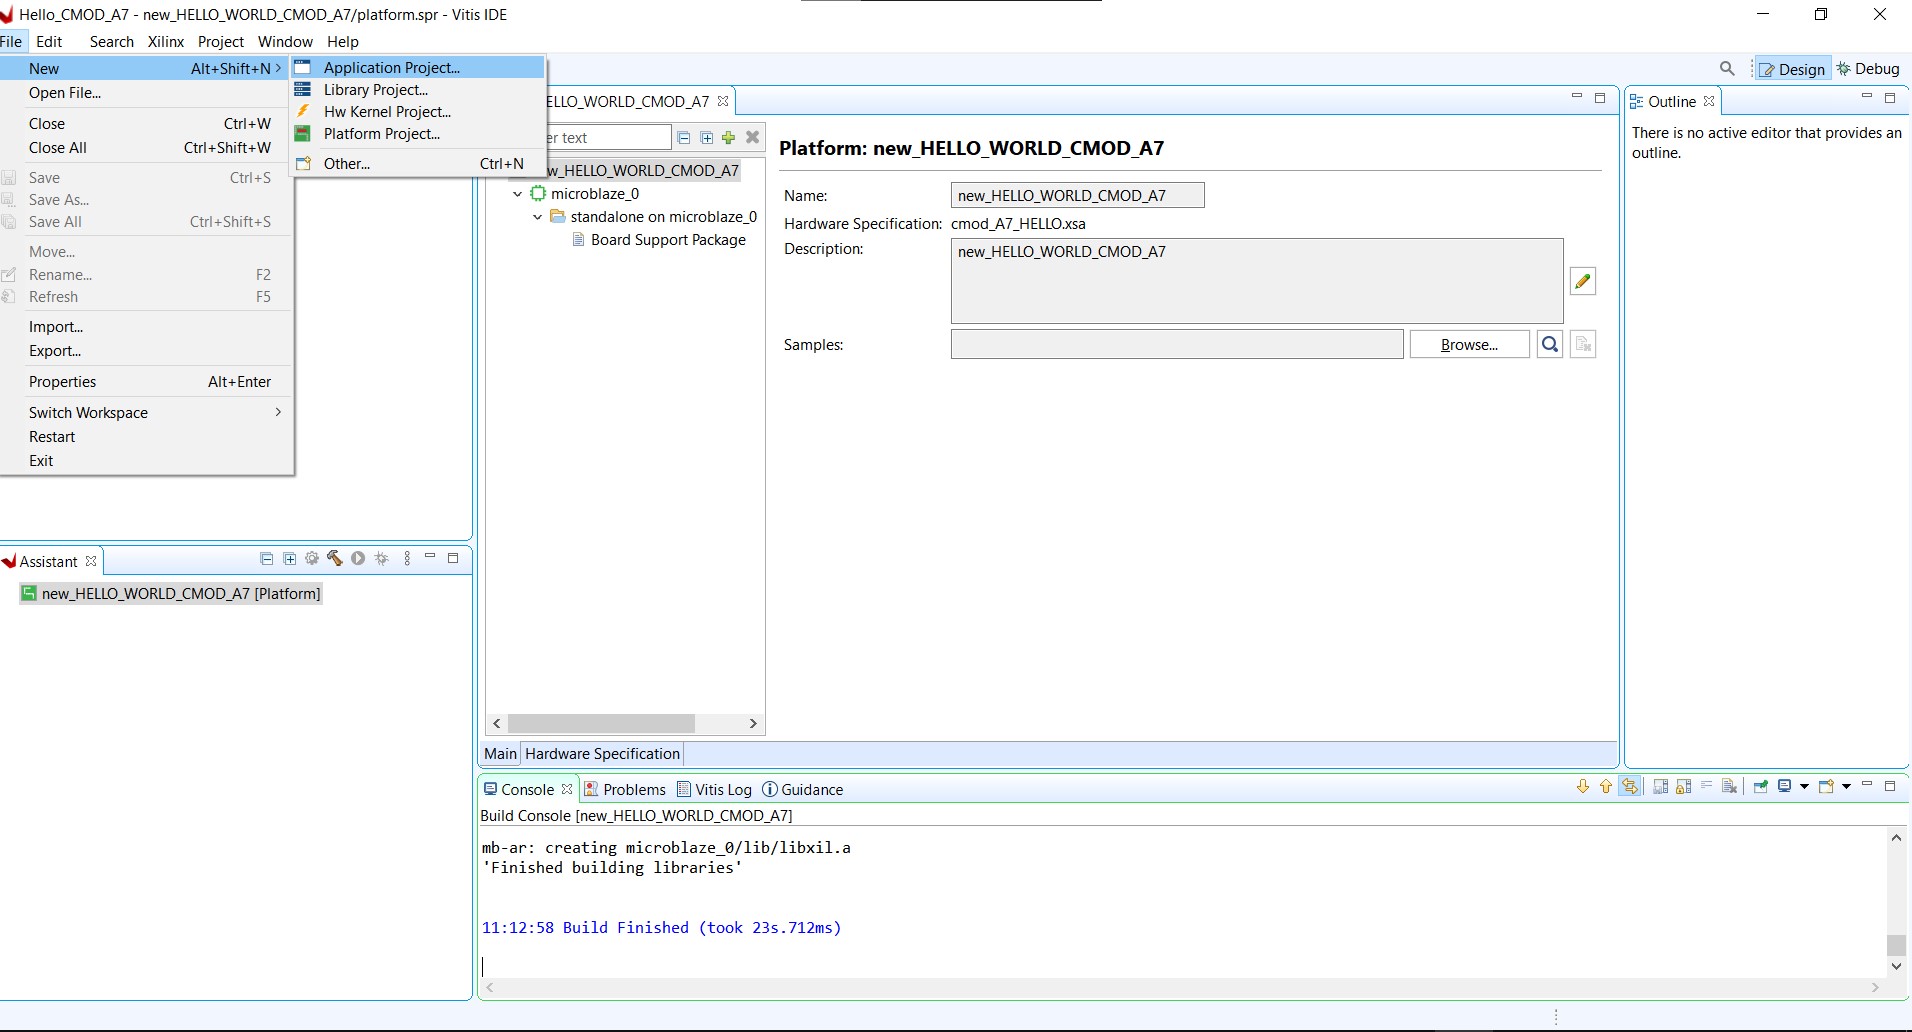 Hello_CMOD_A7 - new_HELLO_WORLD_CMOD_A7/platform.spr - Vitis IDE
File Edit Search Xilinx Project Window Help
New Alt+Shift+N
Open File...
Close Ctrl+W
Close All Ctrl+Shift+W
Save Ctrl+S
Save As...
Save All Ctrl+Shift+S
Move...
Rename... F2
Refresh F5
Import...
Export...
Properties Alt+Enter
Switch Workspace
Restart
Exit
Application Project...
Library Project...
Hw Kernel Project...
Platform Project...
Other... Ctrl+N
Design Debug
ELLO_WORLD_CMOD_A7
er text
w_HELLO_WORLD_CMOD_A7
microblaze_0
standalone on microblaze_0
Board Support Package
Platform: new_HELLO_WORLD_CMOD_A7
Name: new_HELLO_WORLD_CMOD_A7
Hardware Specification: cmod_A7_HELLO.xsa
Description: new_HELLO_WORLD_CMOD_A7
Samples: Browse...
Main Hardware Specification
Outline
There is no active editor that provides an
outline.
Assistant
new_HELLO_WORLD_CMOD_A7 [Platform]
Console Problems Vitis Log Guidance
Build Console [new_HELLO_WORLD_CMOD_A7]
mb-ar: creating microblaze_0/lib/libxil.a
'Finished building libraries'
11:12:58 Build Finished (took 23s.712ms)